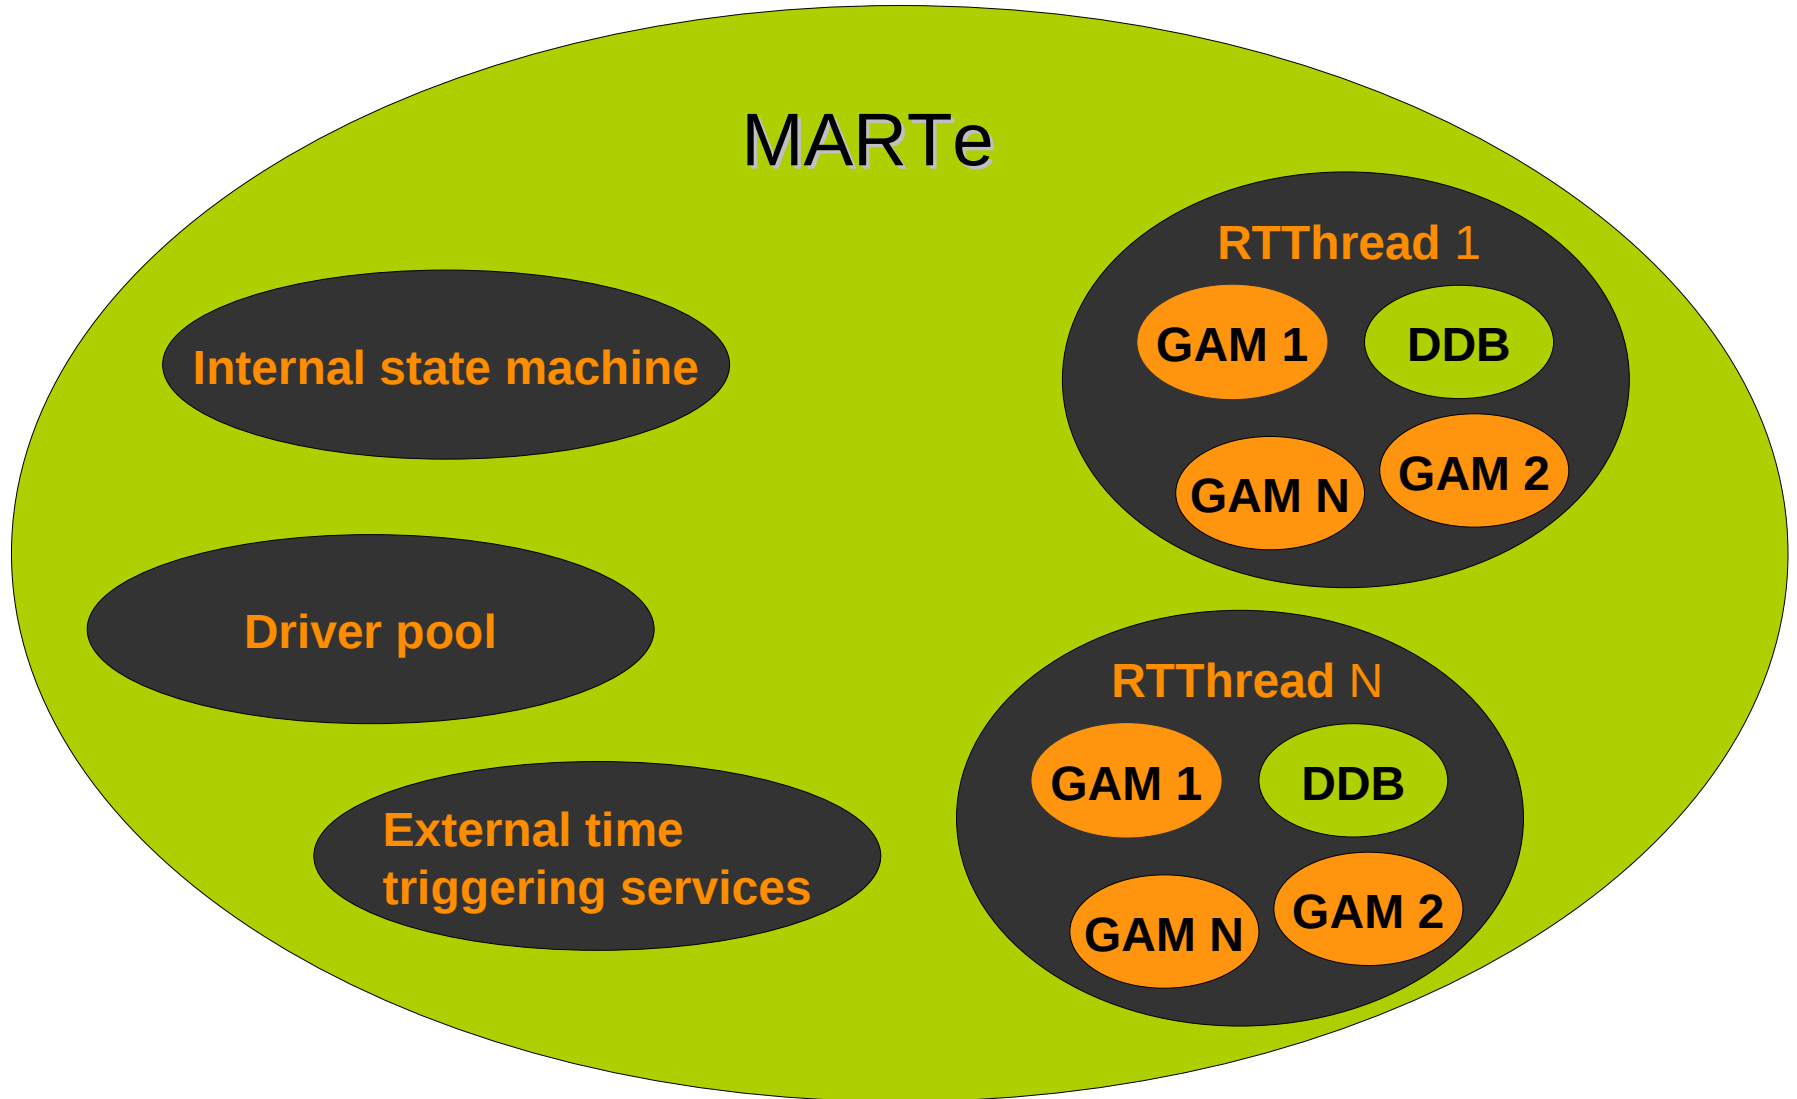 MARTe
RTThread 1
GAM 1
DDB
GAM N
GAM 2
Internal state machine
Driver pool
External time
triggering services
RTThread N
GAM 1
DDB
GAM N
GAM 2